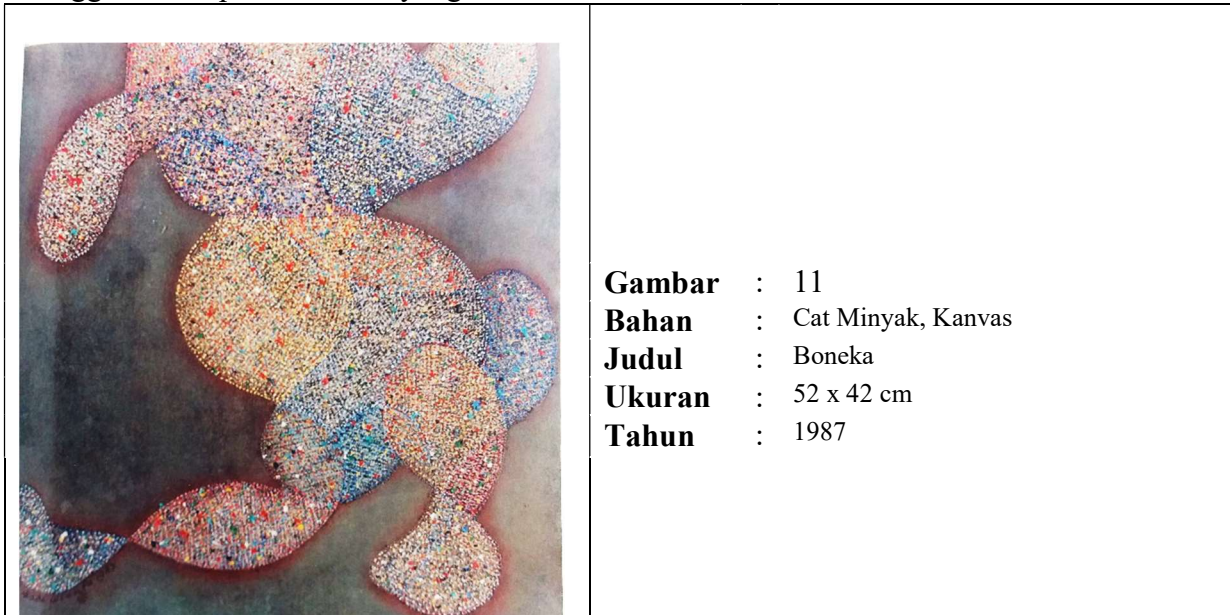 Gambar : 11
Bahan : Cat Minyak, Kanvas
Judul : Boneka
Ukuran : 52 x 42 cm
Tahun : 1987